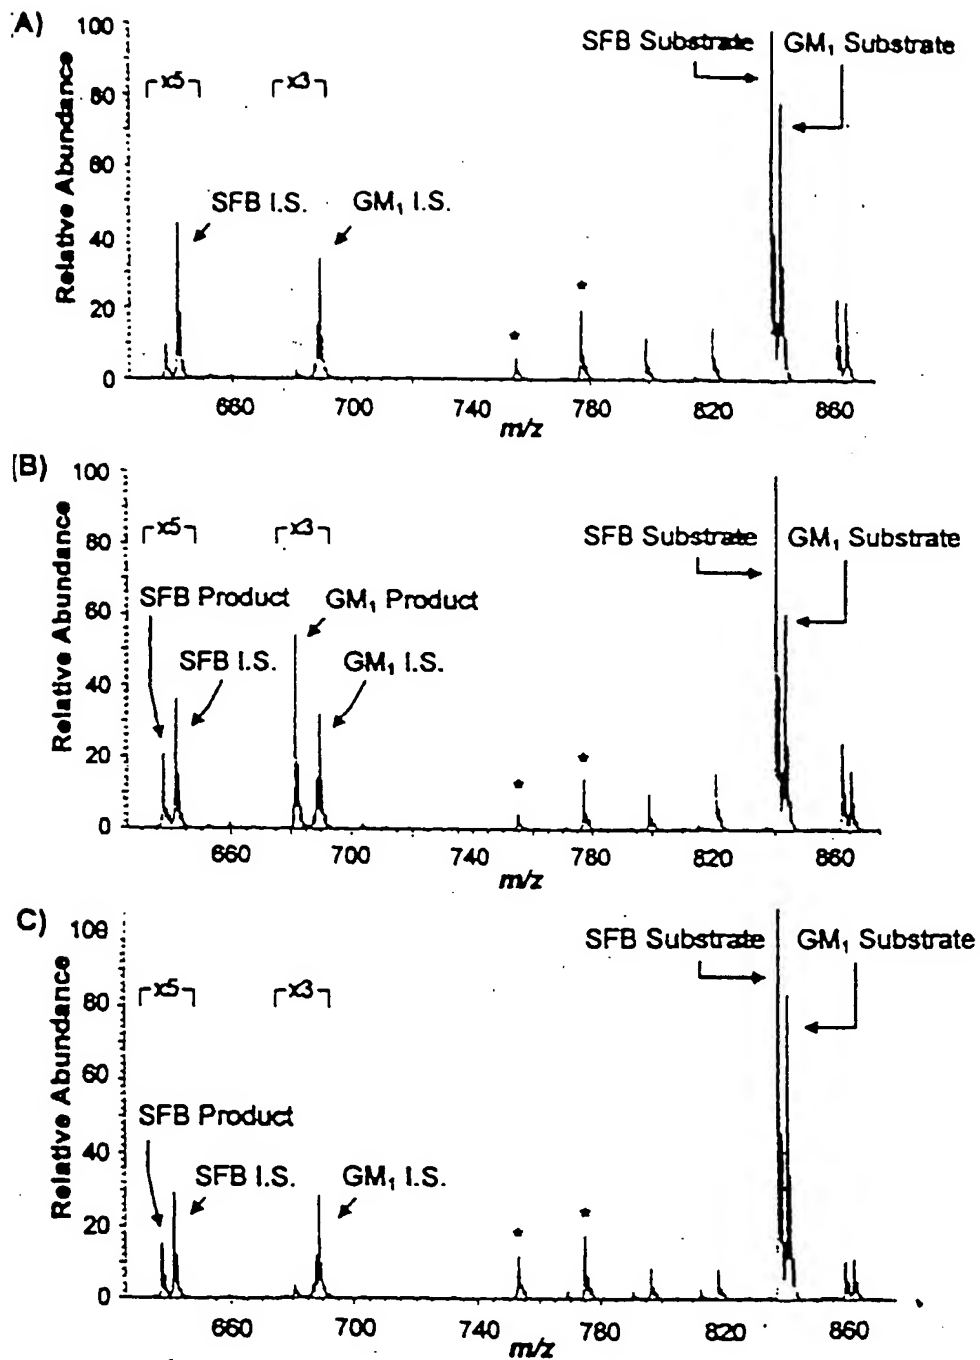 A)
100
80
60
40
20
0
Relative Abundance
x5
x3
SFB I.S.
GM₁ I.S.
*
*
SFB Substrate
GM₁ Substrate
660
700
740
780
820
860
m/z
(B)
100
80
60
40
20
0
Relative Abundance
x5
x3
SFB Product
SFB I.S.
GM₁ Product
GM₁ I.S.
*
*
SFB Substrate
GM₁ Substrate
660
700
740
780
820
860
m/z
C)
100
80
60
40
20
0
Relative Abundance
x5
x3
SFB Product
SFB I.S.
GM₁ I.S.
*
*
SFB Substrate
GM₁ Substrate
660
700
740
780
820
860
m/z